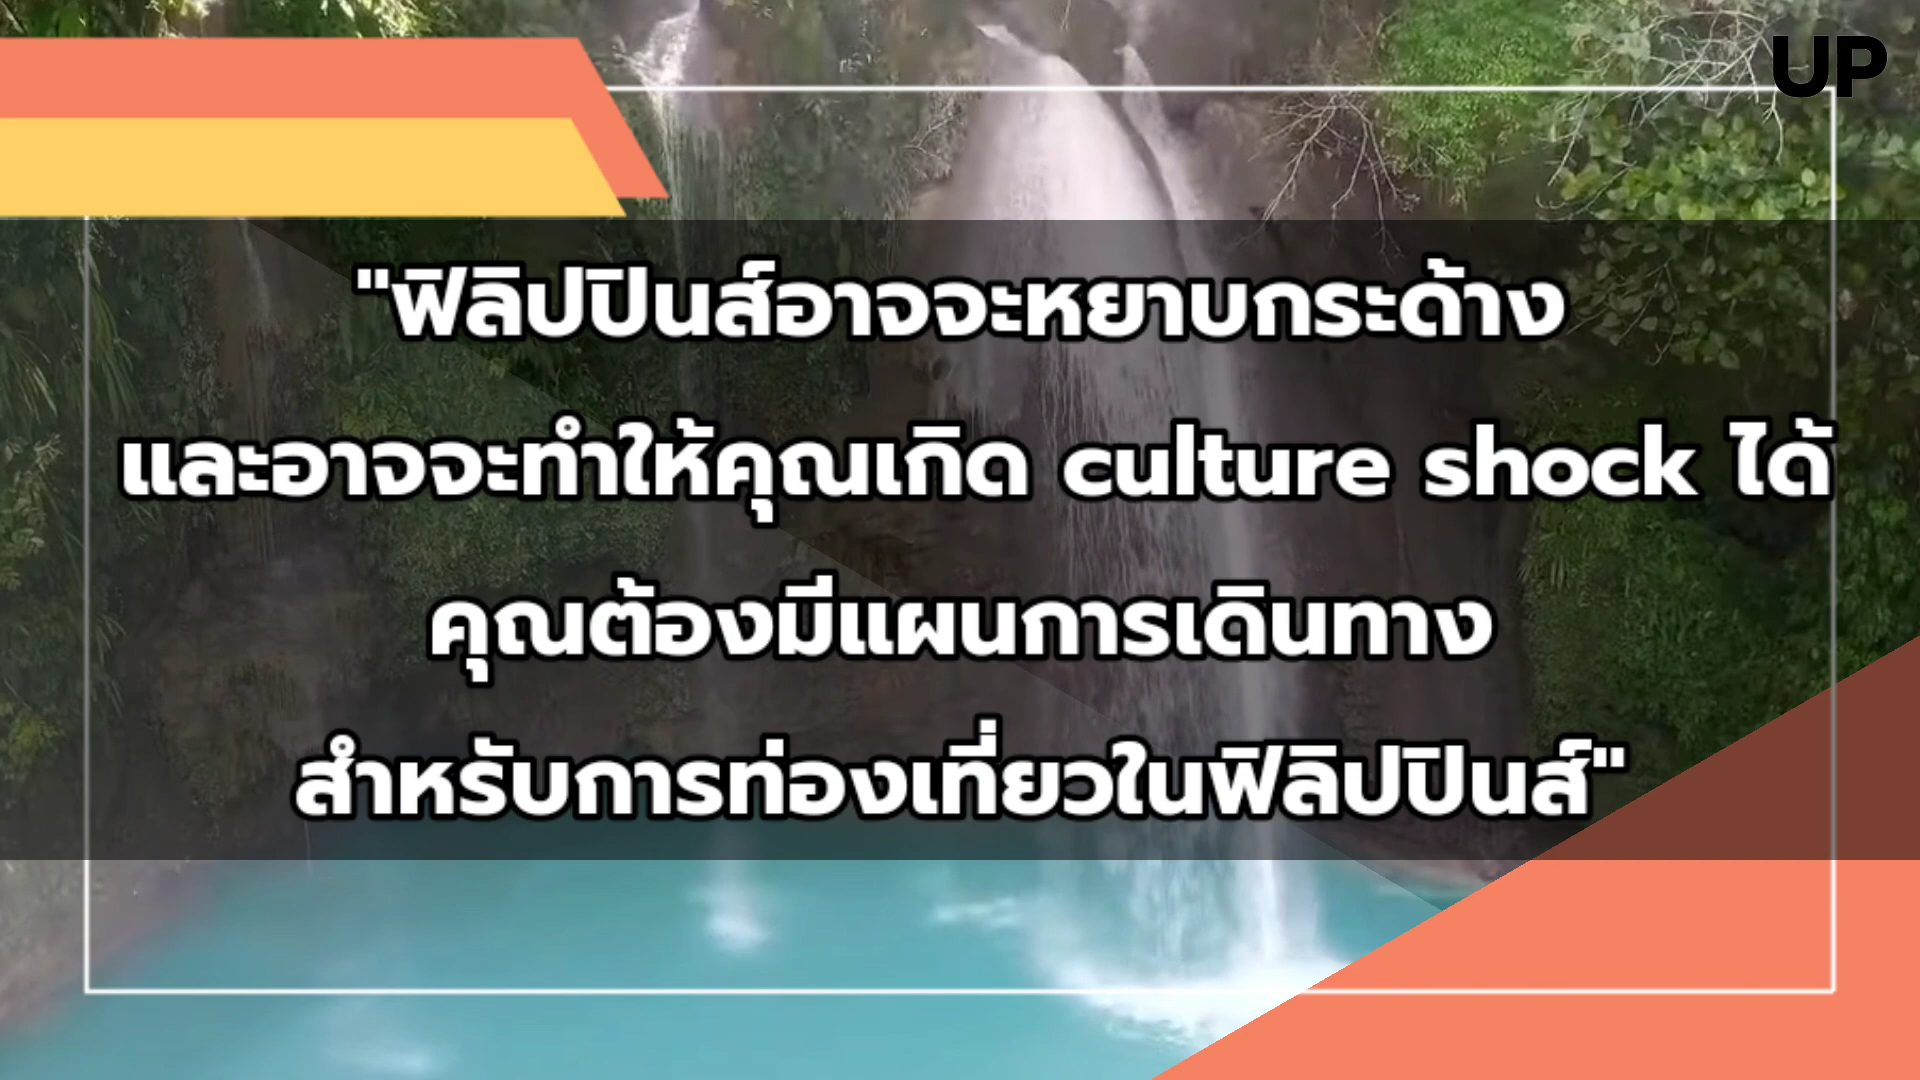 UP
"ฟิลิปปินส์อาจจะหยาบกระด้าง
และอาจจะทำให้คุณเกิด culture shock ได้
คุณต้องมีแผนการเดินทาง
สำหรับการท่องเที่ยวในฟิลิปปินส์"